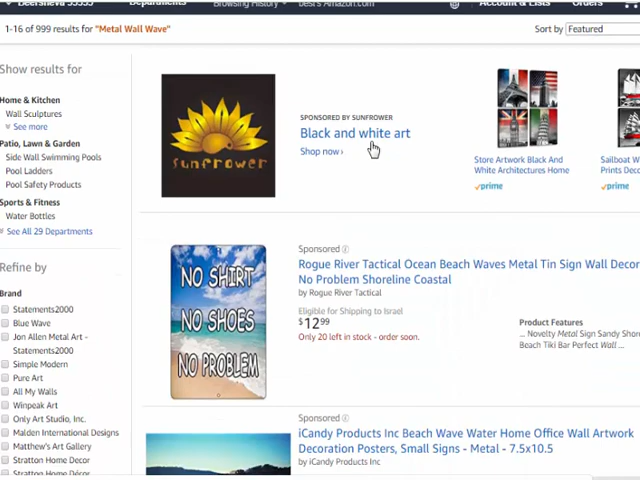 Beersheva 55555
Departments
Browsing History
Account & Lists
Orders
1-16 of 999 results for "Metal Wall Wave"
Sort by Featured
Show results for
Home & Kitchen
Wall Sculptures
See more
Patio, Lawn & Garden
Side Wall Swimming Pools
Pool Ladders
Pool Safety Products
Sports & Fitness
Water Bottles
See All 29 Departments
Refine by
Brand
Statements2000
Blue Wave
Jon Allen Metal Art -
Statements2000
Simple Modern
Pure Art
All My Walls
Winpeak Art
Only Art Studio, Inc.
Malden International Designs
Matthew's Art Gallery
Stratton Home Decor
sunfrower
SPONSORED BY SUNFROWER
Black and white art
Shop now ›
Store Artwork Black And
White Architectures Home
prime
Sailboat W
Prints Deco
prime
NO SHIRT
NO SHOES
NO PROBLEM
Sponsored
Rogue River Tactical Ocean Beach Waves Metal Tin Sign Wall Decor
No Problem Shoreline Coastal
by Rogue River Tactical
Eligible for Shipping to Israel
$12 99
Only 20 left in stock - order soon.
Product Features
... Novelty Metal Sign Sandy Shore
Beach Tiki Bar Perfect Wall ...
Sponsored
iCandy Products Inc Beach Wave Water Home Office Wall Artwork
Decoration Posters, Small Signs - Metal - 7.5x10.5
by iCandy Products Inc